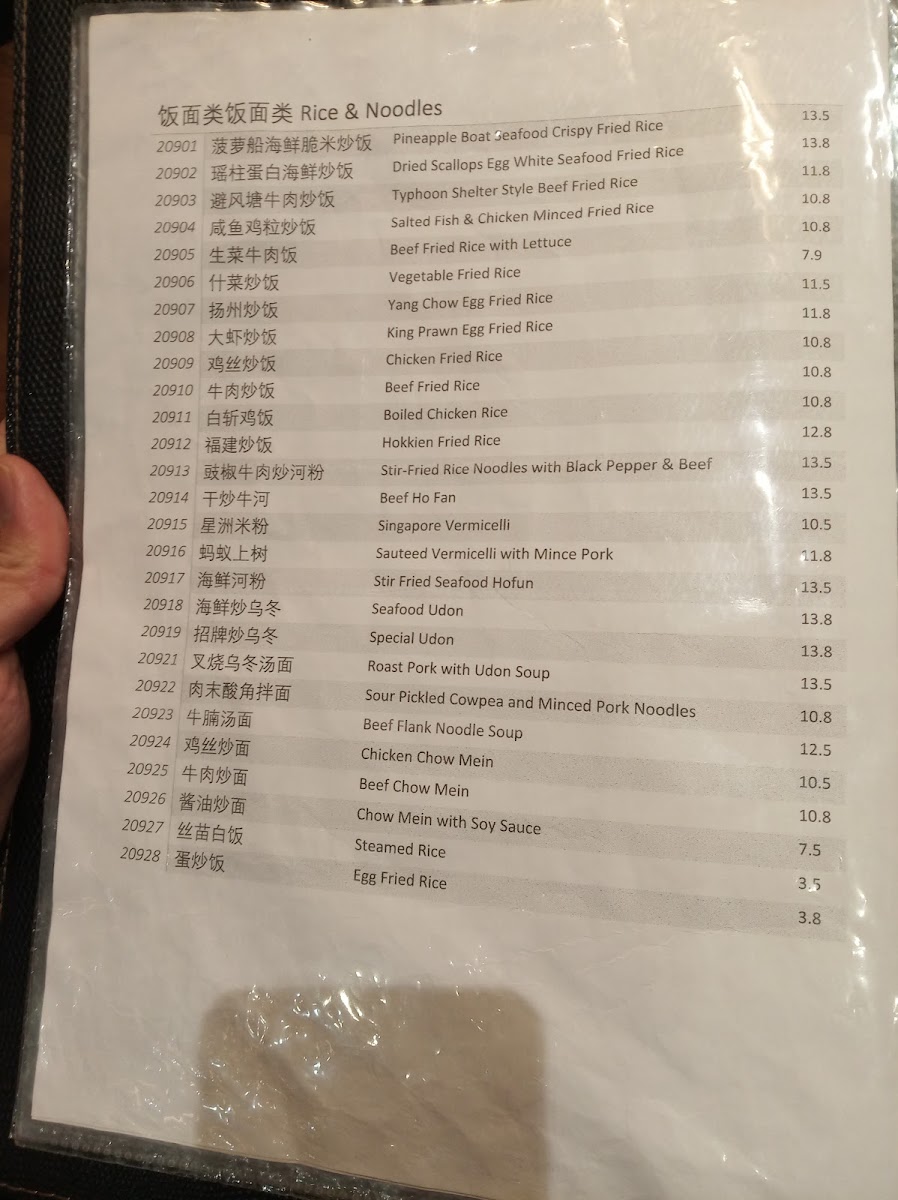 饭面类饭面类 Rice & Noodles
20901 菠萝船海鲜脆米炒饭 Pineapple Boat Seafood Crispy Fried Rice 13.5
20902 瑶柱蛋白海鲜炒饭 Dried Scallops Egg White Seafood Fried Rice 13.8
20903 避风塘牛肉炒饭 Typhoon Shelter Style Beef Fried Rice 11.8
20904 咸鱼鸡粒炒饭 Salted Fish & Chicken Minced Fried Rice 10.8
20905 生菜牛肉饭 Beef Fried Rice with Lettuce 10.8
20906 什菜炒饭 Vegetable Fried Rice 7.9
20907 扬州炒饭 Yang Chow Egg Fried Rice 11.5
20908 大虾炒饭 King Prawn Egg Fried Rice 11.8
20909 鸡丝炒饭 Chicken Fried Rice 10.8
20910 牛肉炒饭 Beef Fried Rice 10.8
20911 白斩鸡饭 Boiled Chicken Rice 10.8
20912 福建炒饭 Hokkien Fried Rice 12.8
20913 豉椒牛肉炒河粉 Stir-Fried Rice Noodles with Black Pepper & Beef 13.5
20914 干炒牛河 Beef Ho Fan 13.5
20915 星洲米粉 Singapore Vermicelli 10.5
20916 蚂蚁上树 Sauteed Vermicelli with Mince Pork 11.8
20917 海鲜河粉 Stir Fried Seafood Hofun 13.5
20918 海鲜炒乌冬 Seafood Udon 13.8
20919 招牌炒乌冬 Special Udon 13.8
20921 叉烧乌冬汤面 Roast Pork with Udon Soup 13.5
20922 肉末酸角拌面 Sour Pickled Cowpea and Minced Pork Noodles 10.8
20923 牛腩汤面 Beef Flank Noodle Soup 12.5
20924 鸡丝炒面 Chicken Chow Mein 10.5
20925 牛肉炒面 Beef Chow Mein 10.8
20926 酱油炒面 Chow Mein with Soy Sauce 7.5
20927 丝苗白饭 Steamed Rice 3.5
20928 蛋炒饭 Egg Fried Rice 3.8